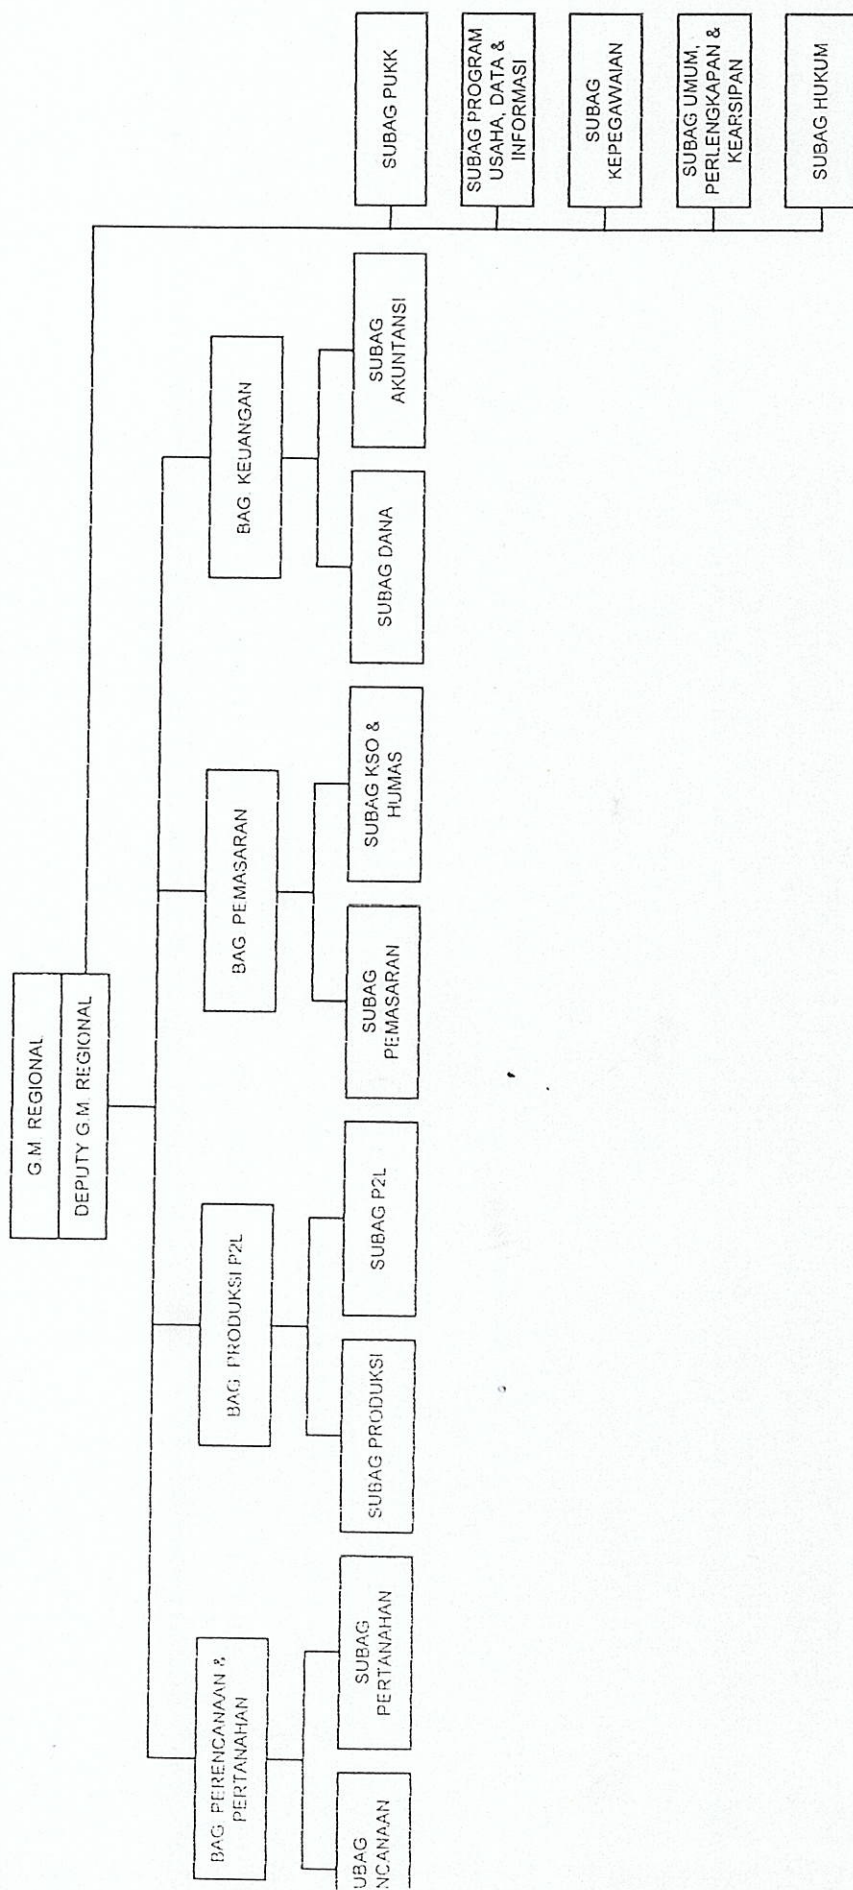 G.M. REGIONAL
DEPUTY G.M. REGIONAL
BAG. PERENCANAAN &
PERTANAHAN
BAG. PRODUKSI P2L
BAG. PEMASARAN
BAG. KEUANGAN
UBAG
NCANAAN
SUBAG
PERTANAHAN
SUBAG PRODUKSI
SUBAG P2L
SUBAG
PEMASARAN
SUBAG KSO &
HUMAS
SUBAG DANA
SUBAG
AKUNTANSI
SUBAG PUKK
SUBAG PROGRAM
USAHA, DATA &
INFORMASI
SUBAG
KEPEGAWAIAN
SUBAG UMUM,
PERLENGKAPAN &
KEARSIPAN
SUBAG HUKUM